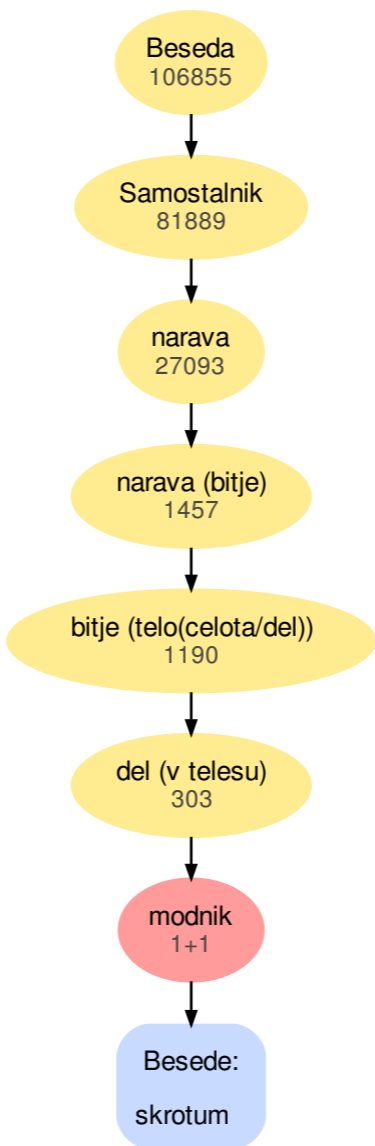 Beseda
106855
Samostalnik
81889
narava
27093
narava (bitje)
1457
bitje (telo(celota/del))
1190
del (v telesu)
303
modnik
1+1
Besede:
skrotum